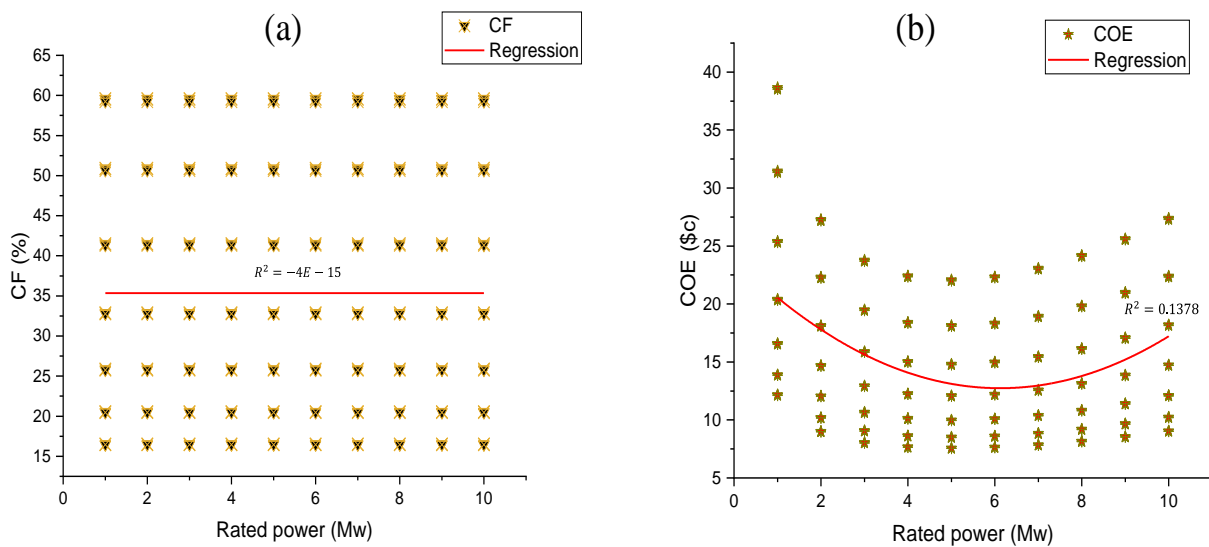 (a)
CF
Regression
65
60
55
50
45
40
35
30
25
20
15
CF (%)
R² = −4E − 15
0
2
4
6
8
10
Rated power (Mw)
(b)
COE
Regression
40
35
30
25
20
15
10
5
COE ($c)
R² = 0.1378
0
2
4
6
8
10
Rated power (Mw)